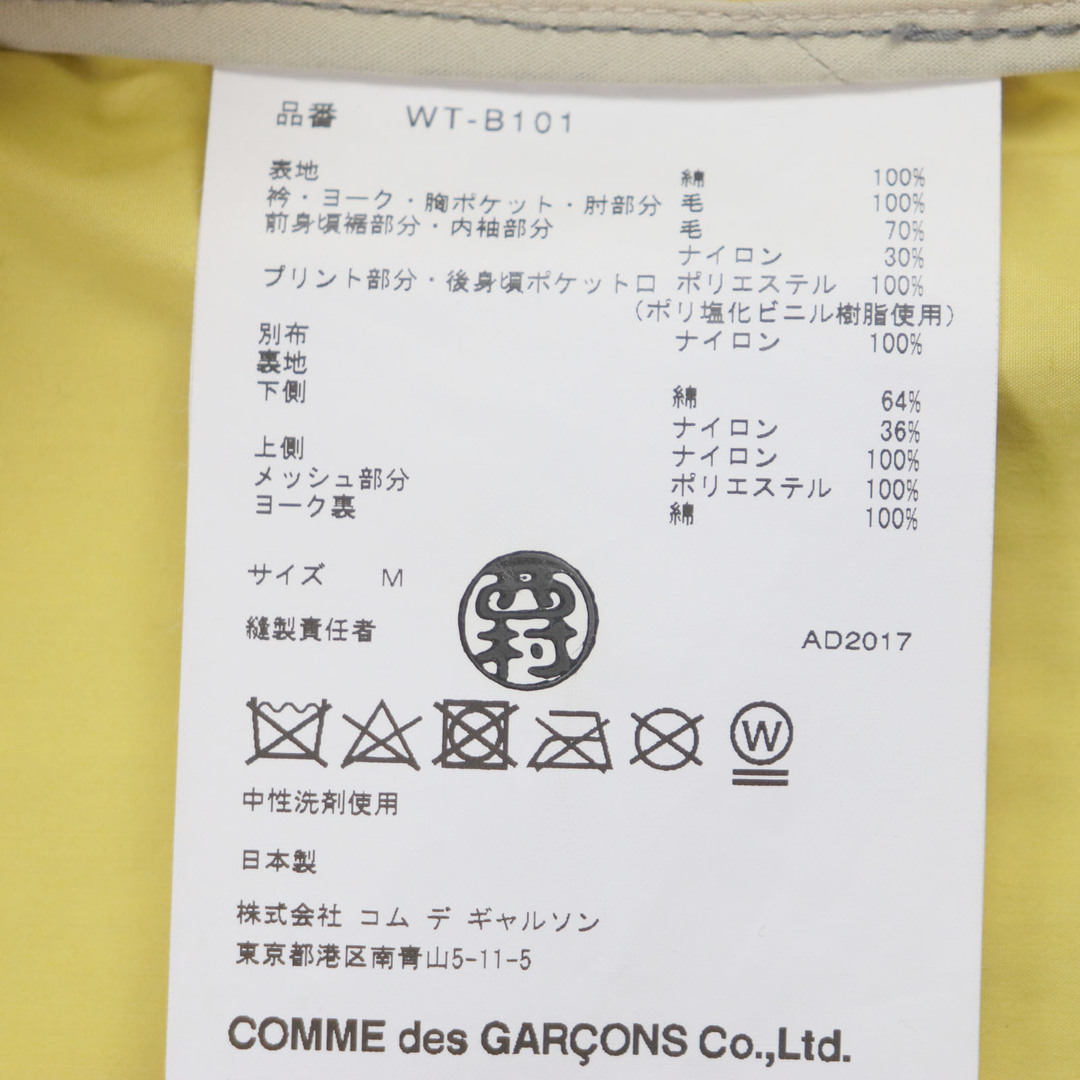 品番 WT-B101
表地 綿 100%
衿・ヨーク・胸ポケット・肘部分 毛 100%
前身頃裾部分・内袖部分 毛 70%
ナイロン 30%
プリント部分・後身頃ポケット口 ポリエステル 100%
（ポリ塩化ビニル樹脂使用）
別布 ナイロン 100%
裏地
下側 綿 64%
ナイロン 36%
上側 ナイロン 100%
メッシュ部分 ポリエステル 100%
ヨーク裏 綿 100%
サイズ M
縫製責任者 西村 AD2017
W
中性洗剤使用
日本製
株式会社 コム デ ギャルソン
東京都港区南青山5-11-5
COMME des GARÇONS Co.,Ltd.